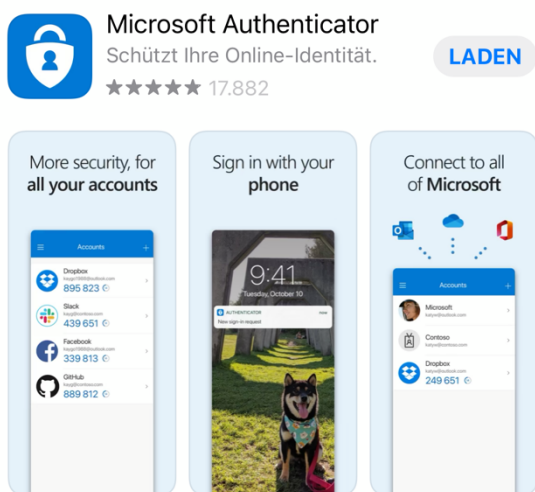 Microsoft Authenticator
Schützt Ihre Online-Identität.
17.882
LADEN
More security, for
all your accounts
Accounts
Dropbox
895 823
Slack
439 651
Facebook
339 813
GitHub
889 812
Sign in with your
phone
9:41
Tuesday, October 10
AUTHENTICATOR
now
New sign-in request
Connect to all
of Microsoft
Accounts
Microsoft
Contoso
Dropbox
249 651